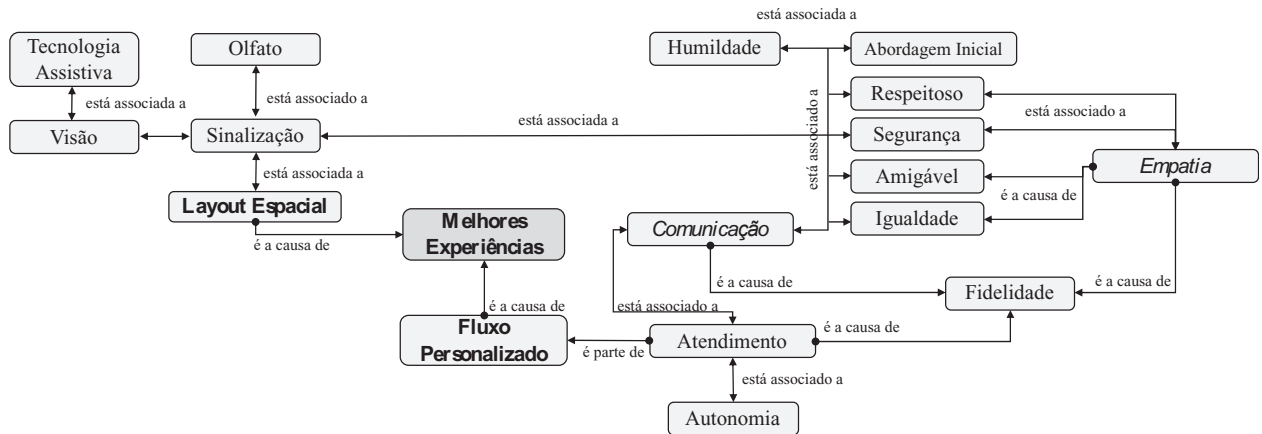 está associada a
Tecnologia
Assistiva
Olfato
Humildade
Abordagem Inicial
está associada a
está associado a
Respeitoso
está associado a
Visão
Sinalização
está associada a
está associado a
Segurança
Empatia
está associada a
Amigável
é a causa de
Layout Espacial
Igualdade
é a causa de
Melhores
Experiências
Comunicação
é a causa de
é a causa de
Fidelidade
é a causa de
está associado a
Fluxo
Personalizado
é parte de
Atendimento
é a causa de
está associado a
Autonomia